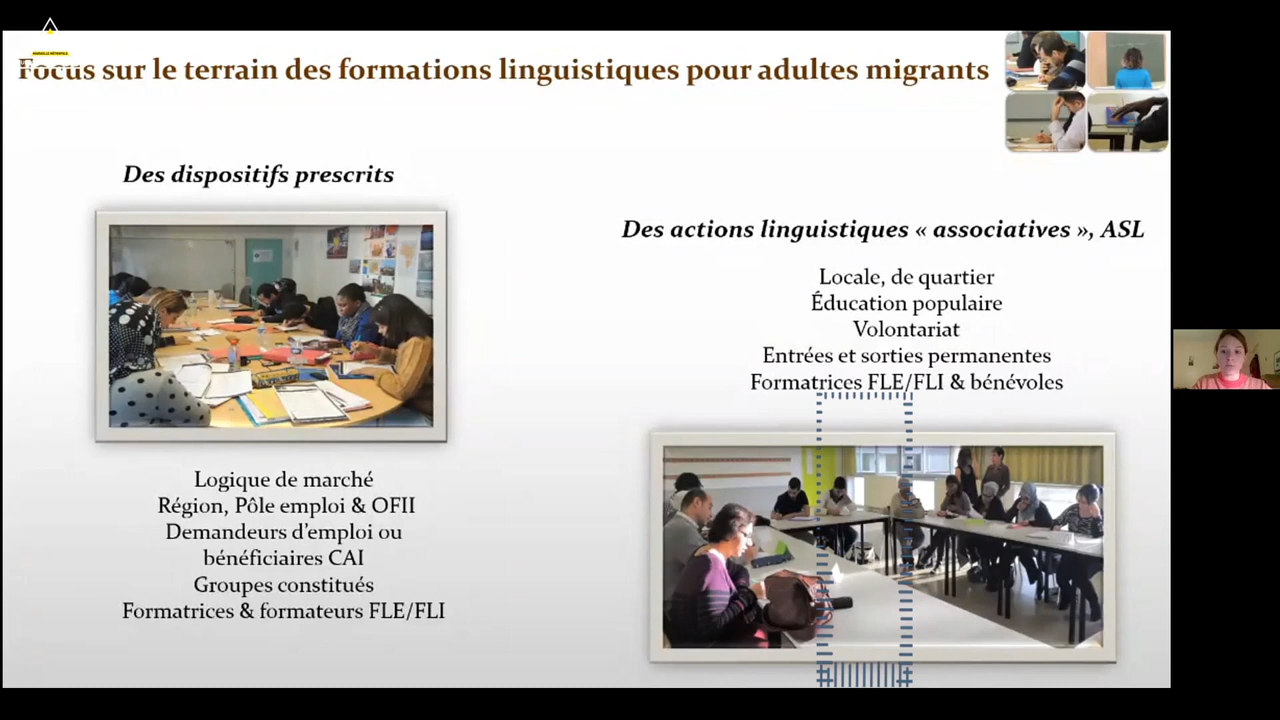 MARSEILLE MÉTROPOLE
Focus sur le terrain des formations linguistiques pour adultes migrants
Des dispositifs prescrits
Logique de marché
Région, Pôle emploi & OFII
Demandeurs d'emploi ou
bénéficiaires CAI
Groupes constitués
Formatrices & formateurs FLE/FLI
Des actions linguistiques « associatives », ASL
Locale, de quartier
Éducation populaire
Volontariat
Entrées et sorties permanentes
Formatrices FLE/FLI & bénévoles